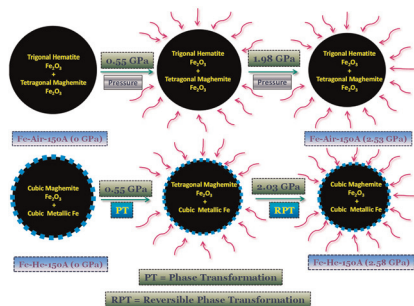 Trigonal Hematite
Fe₂O₃
+
Tetragonal Maghemite
Fe₂O₃
0.55 GPa
Pressure
Trigonal Hematite
Fe₂O₃
+
Tetragonal Maghemite
Fe₂O₃
1.98 GPa
Pressure
Trigonal Hematite
Fe₂O₃
+
Tetragonal Maghemite
Fe₂O₃
Fe-Air-150A (0 GPa)
Fe-Air-150A (2.53 GPa)
Cubic Maghemite
Fe₂O₃
+
Cubic Metallic Fe
0.55 GPa
PT
Tetragonal Maghemite
Fe₂O₃
+
Cubic Metallic Fe
2.03 GPa
RPT
Cubic Maghemite
Fe₂O₃
+
Cubic Metallic Fe
Fe-He-150A (0 GPa)
Fe-He-150A (2.58 GPa)
PT = Phase Transformation
RPT = Reversible Phase Transformation